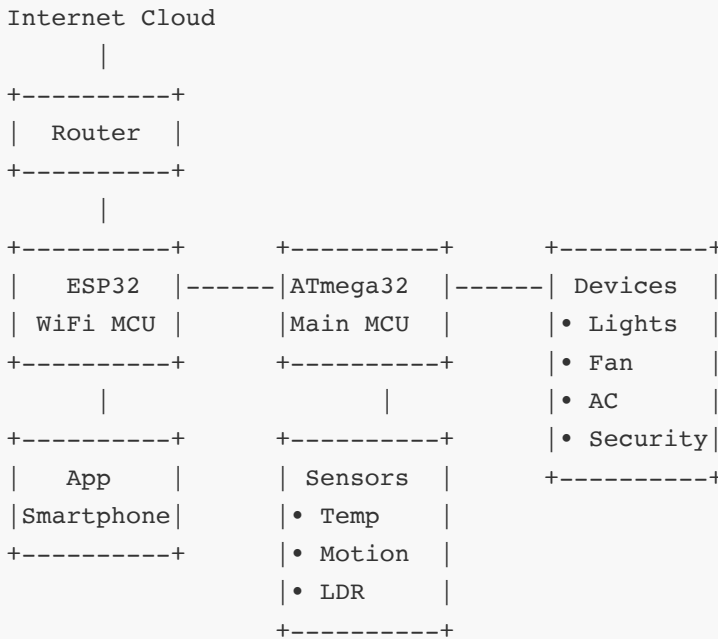 Internet Cloud
Router
ESP32
WiFi MCU
ATmega32
Main MCU
Devices
• Lights
• Fan
• AC
• Security
App
Smartphone
Sensors
• Temp
• Motion
• LDR